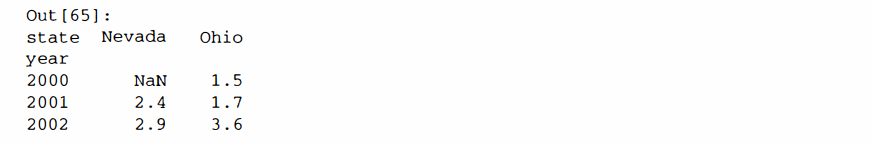 Out[65]:
state Nevada Ohio
year
2000 NaN 1.5
2001 2.4 1.7
2002 2.9 3.6